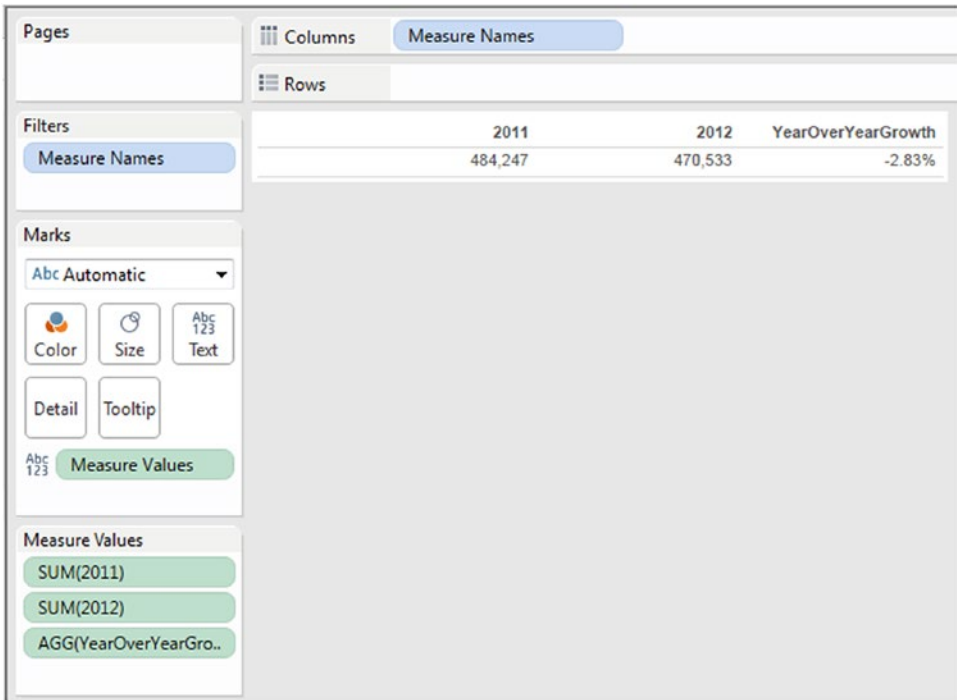 Pages
Columns
Measure Names
Rows
Filters
Measure Names
2011 2012 YearOverYearGrowth
484,247 470,533 -2.83%
Marks
Abc Automatic
Color
Size
Abc
123
Text
Detail
Tooltip
Abc
123
Measure Values
Measure Values
SUM(2011)
SUM(2012)
AGG(YearOverYearGro..